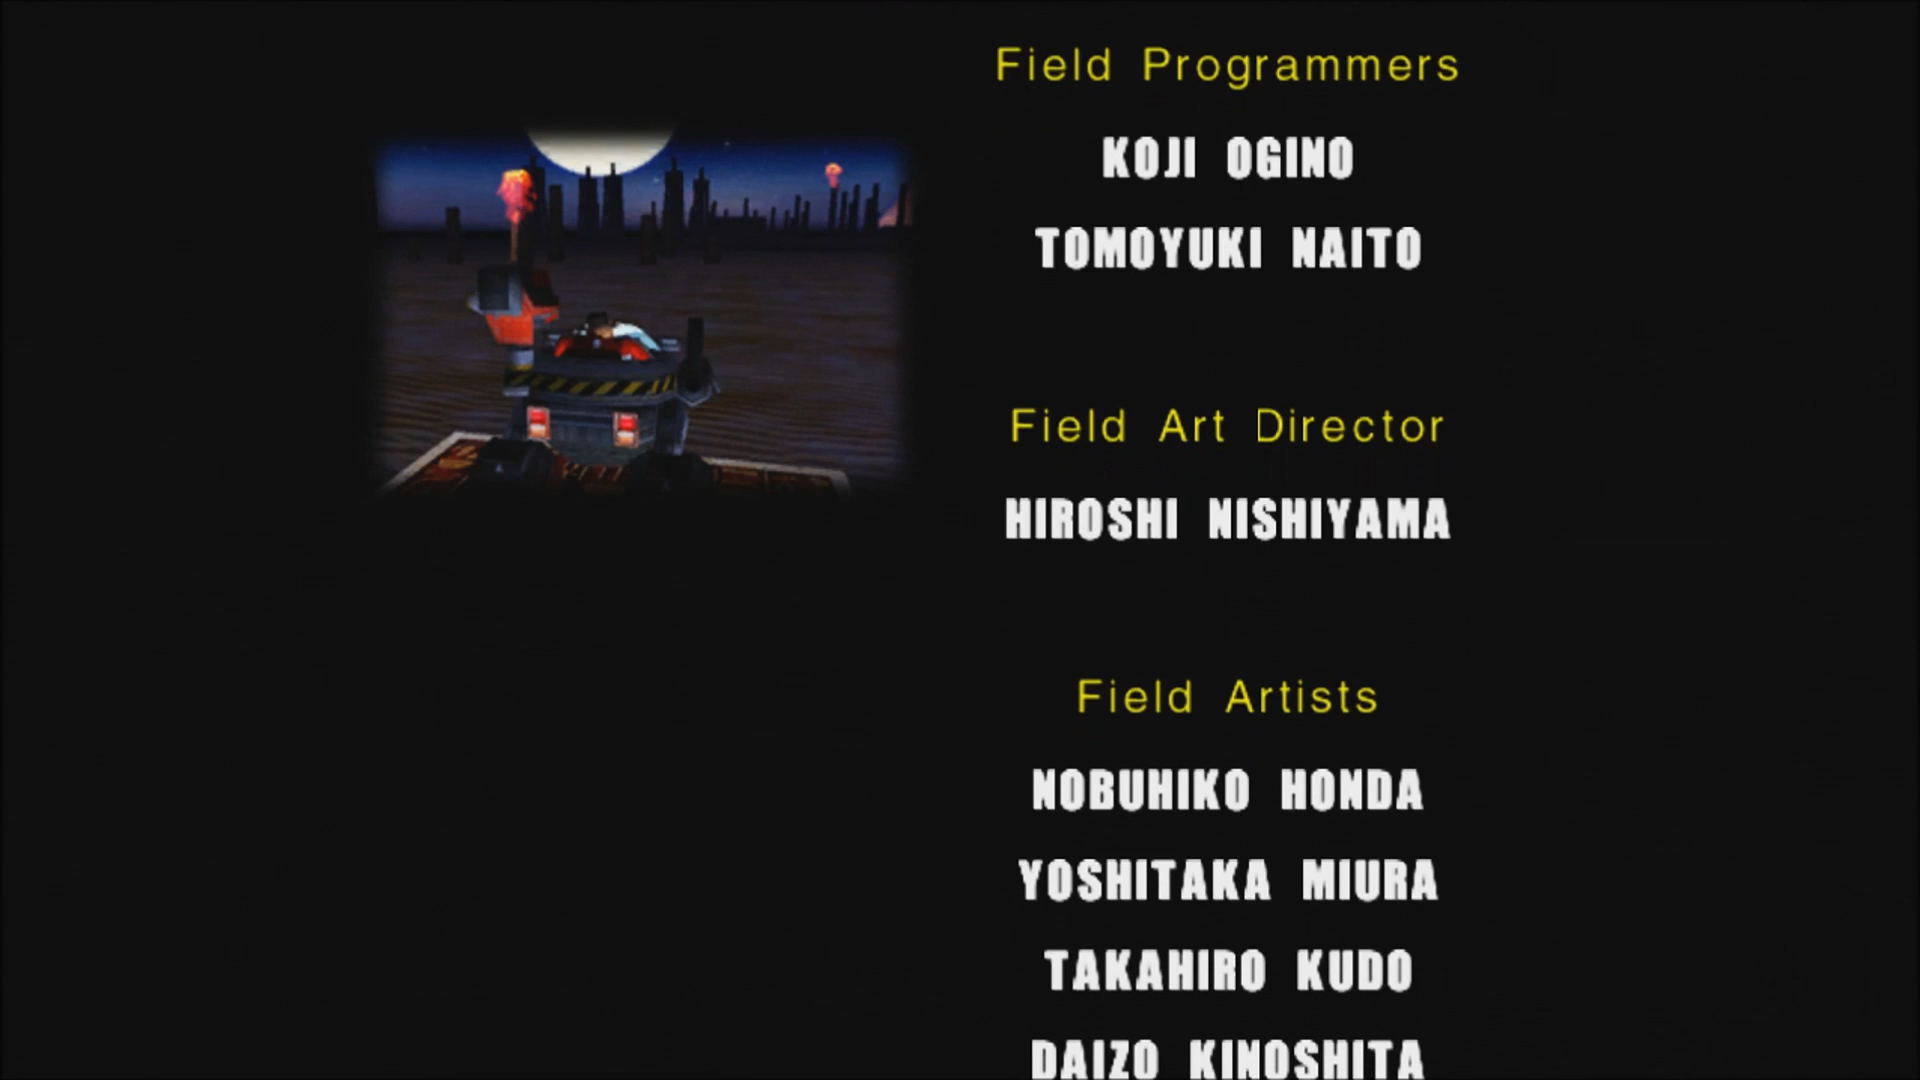 Field Programmers
KOJI OGINO
TOMOYUKI NAITO
Field Art Director
HIROSHI NISHIYAMA
Field Artists
NOBUHIKO HONDA
YOSHITAKA MIURA
TAKAHIRO KUDO
DAIZO KINOSHITA